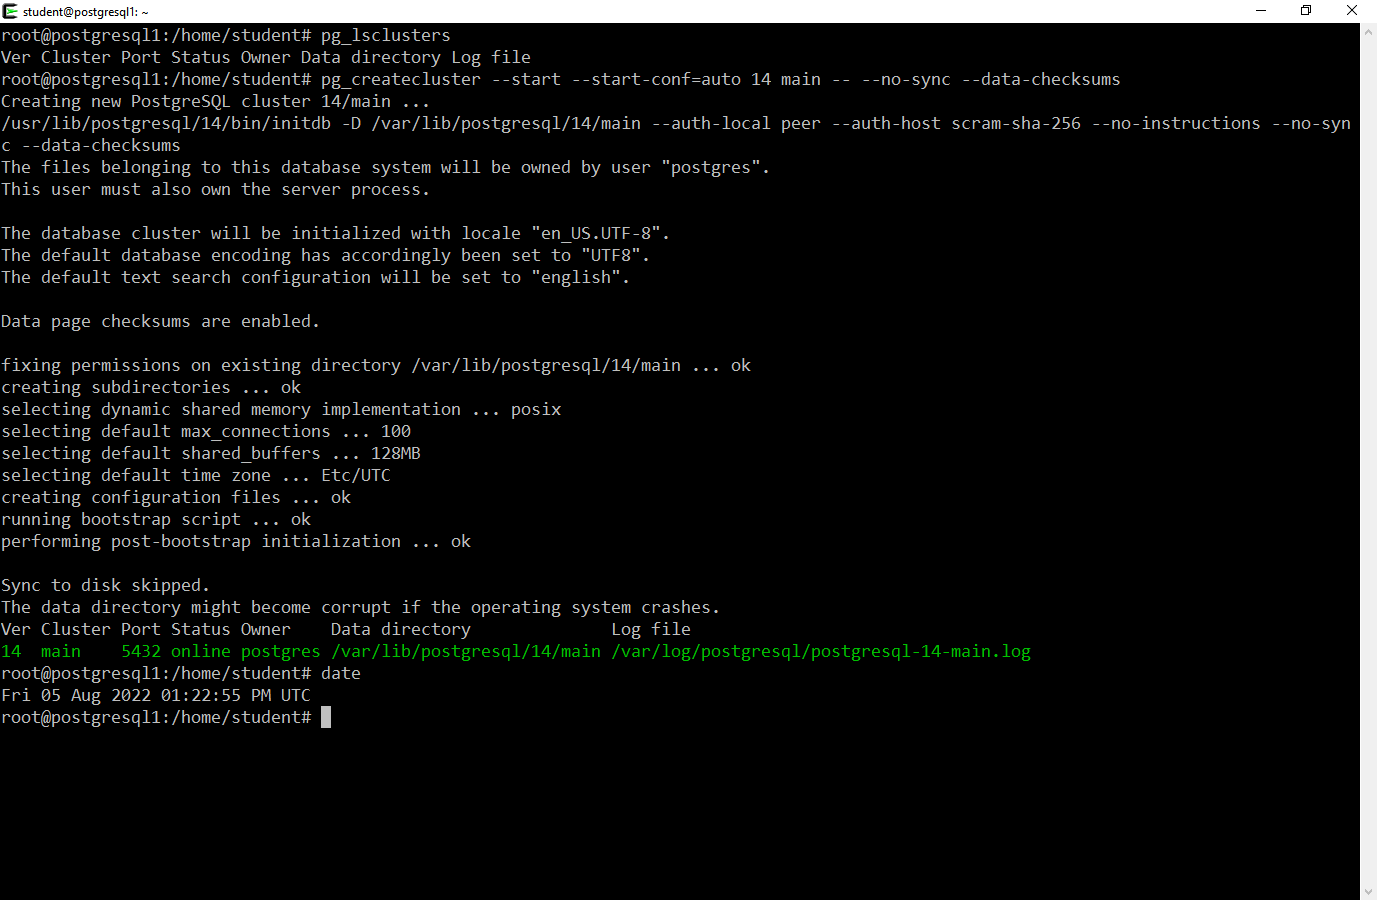 student@postgresql1: ~
root@postgresql1:/home/student# pg_lsclusters
Ver Cluster Port Status Owner Data directory Log file
root@postgresql1:/home/student# pg_createcluster --start --start-conf=auto 14 main -- --no-sync --data-checksums
Creating new PostgreSQL cluster 14/main ...
/usr/lib/postgresql/14/bin/initdb -D /var/lib/postgresql/14/main --auth-local peer --auth-host scram-sha-256 --no-instructions --no-syn
c --data-checksums
The files belonging to this database system will be owned by user "postgres".
This user must also own the server process.

The database cluster will be initialized with locale "en_US.UTF-8".
The default database encoding has accordingly been set to "UTF8".
The default text search configuration will be set to "english".

Data page checksums are enabled.

fixing permissions on existing directory /var/lib/postgresql/14/main ... ok
creating subdirectories ... ok
selecting dynamic shared memory implementation ... posix
selecting default max_connections ... 100
selecting default shared_buffers ... 128MB
selecting default time zone ... Etc/UTC
creating configuration files ... ok
running bootstrap script ... ok
performing post-bootstrap initialization ... ok

Sync to disk skipped.
The data directory might become corrupt if the operating system crashes.
Ver Cluster Port Status Owner    Data directory              Log file
14  main    5432 online postgres /var/lib/postgresql/14/main /var/log/postgresql/postgresql-14-main.log
root@postgresql1:/home/student# date
Fri 05 Aug 2022 01:22:55 PM UTC
root@postgresql1:/home/student#